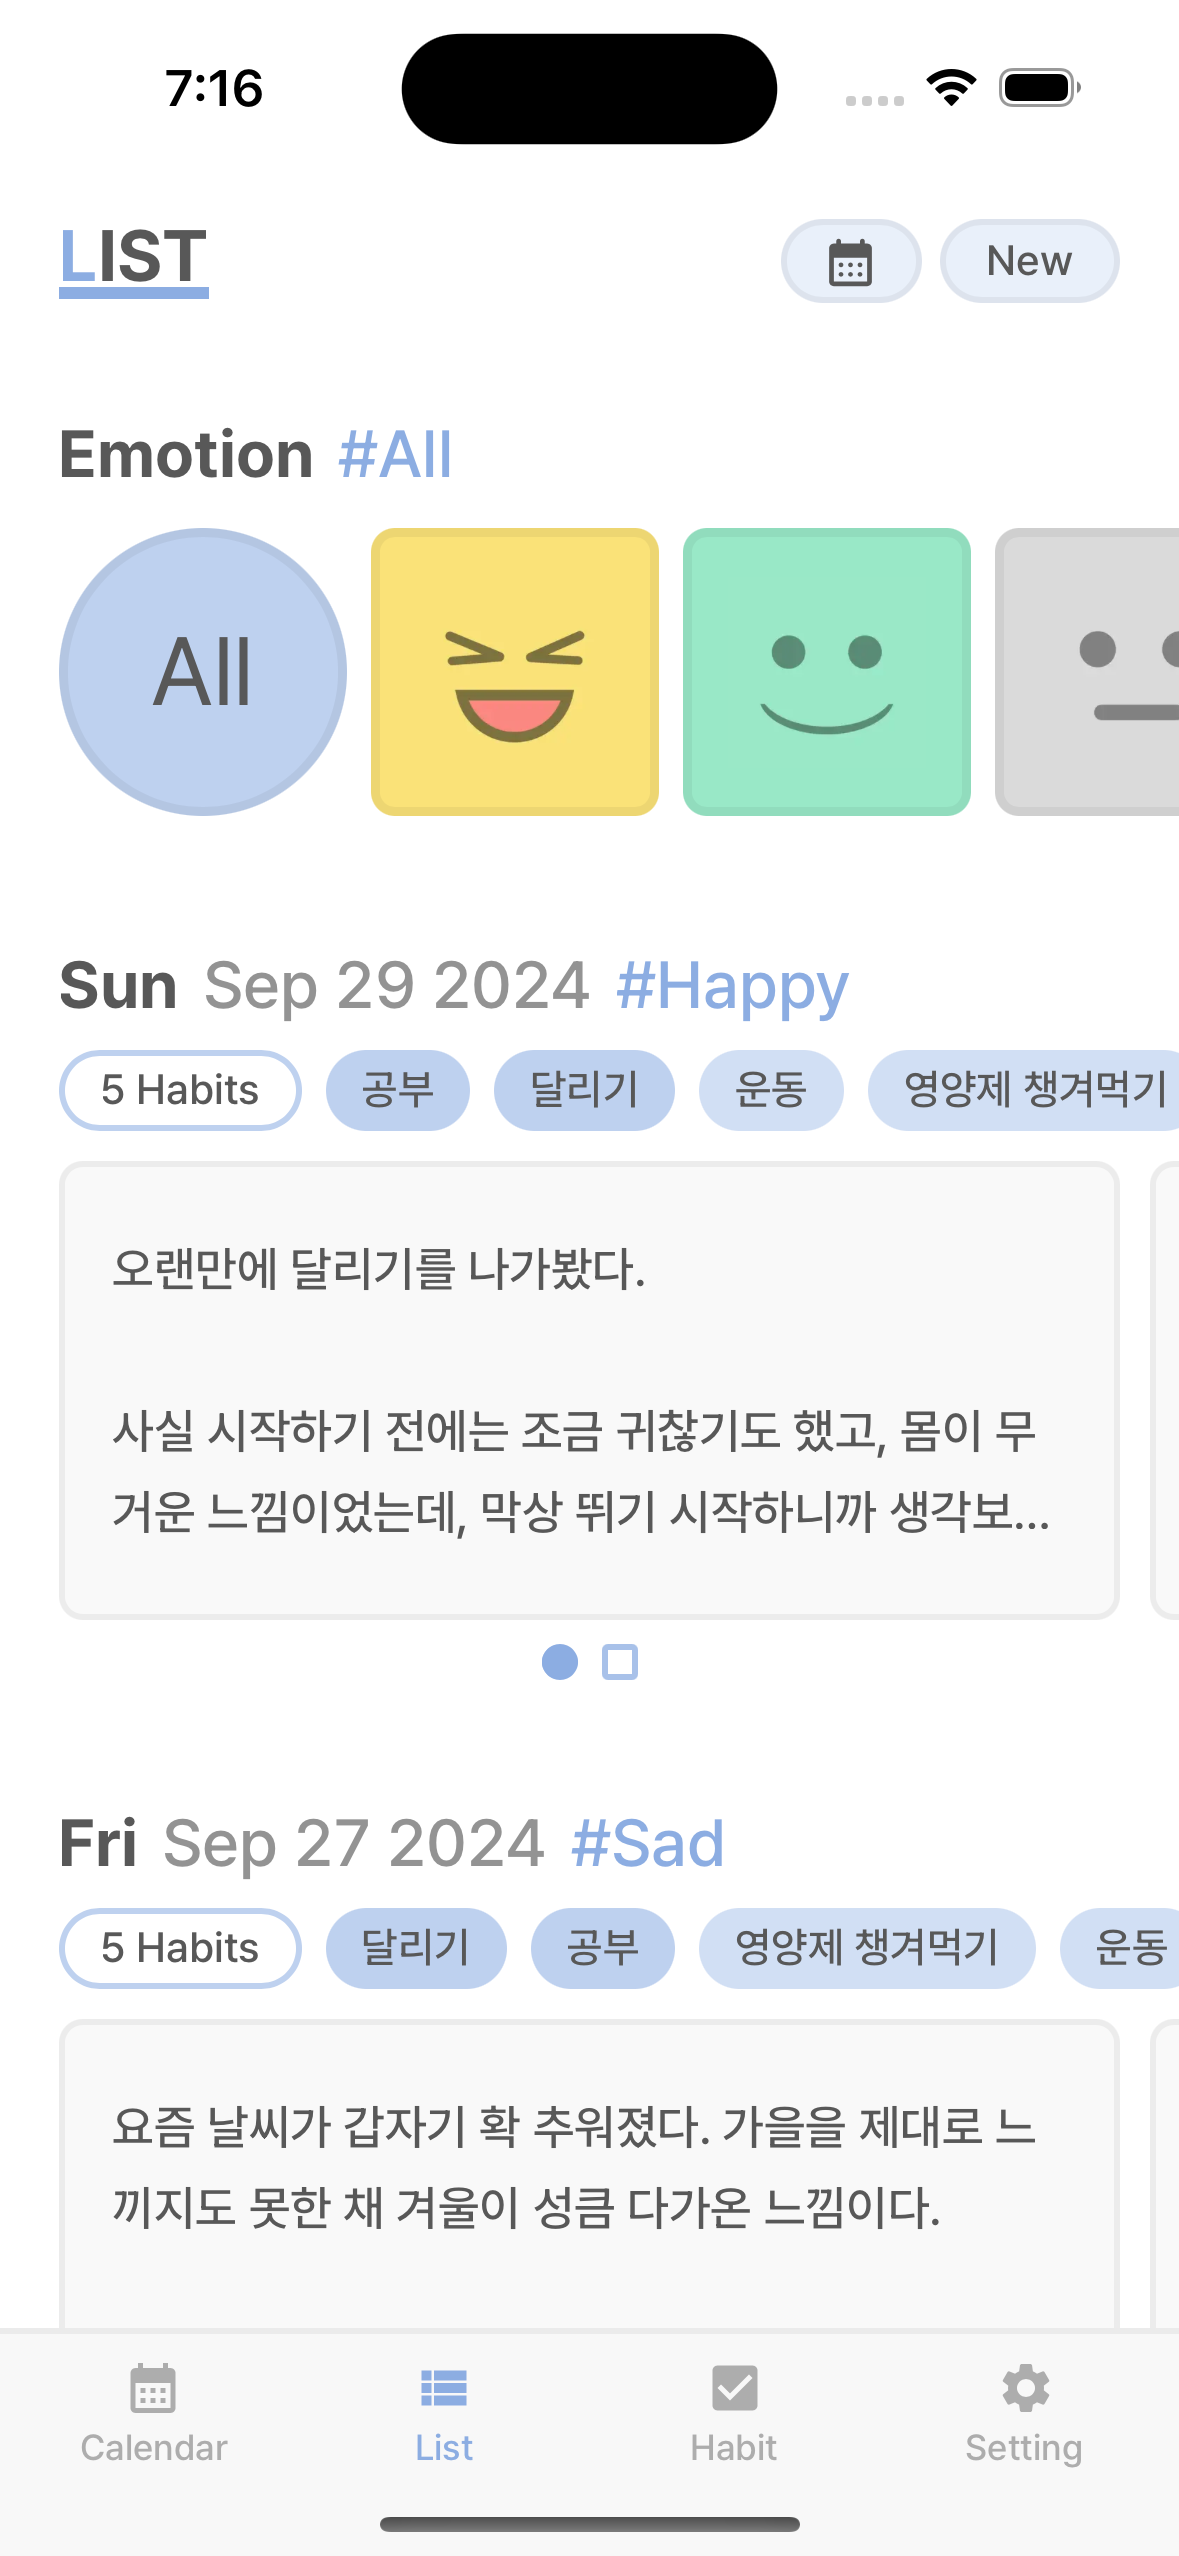 7:16
LIST
New
Emotion #All
All
Sun Sep 29 2024 #Happy
5 Habits 공부 달리기 운동 영양제 챙겨먹기
오랜만에 달리기를 나가봤다.
사실 시작하기 전에는 조금 귀찮기도 했고, 몸이 무
거운 느낌이었는데, 막상 뛰기 시작하니까 생각보...
Fri Sep 27 2024 #Sad
5 Habits 달리기 공부 영양제 챙겨먹기 운동
요즘 날씨가 갑자기 확 추워졌다. 가을을 제대로 느
끼지도 못한 채 겨울이 성큼 다가온 느낌이다.
Calendar List Habit Setting